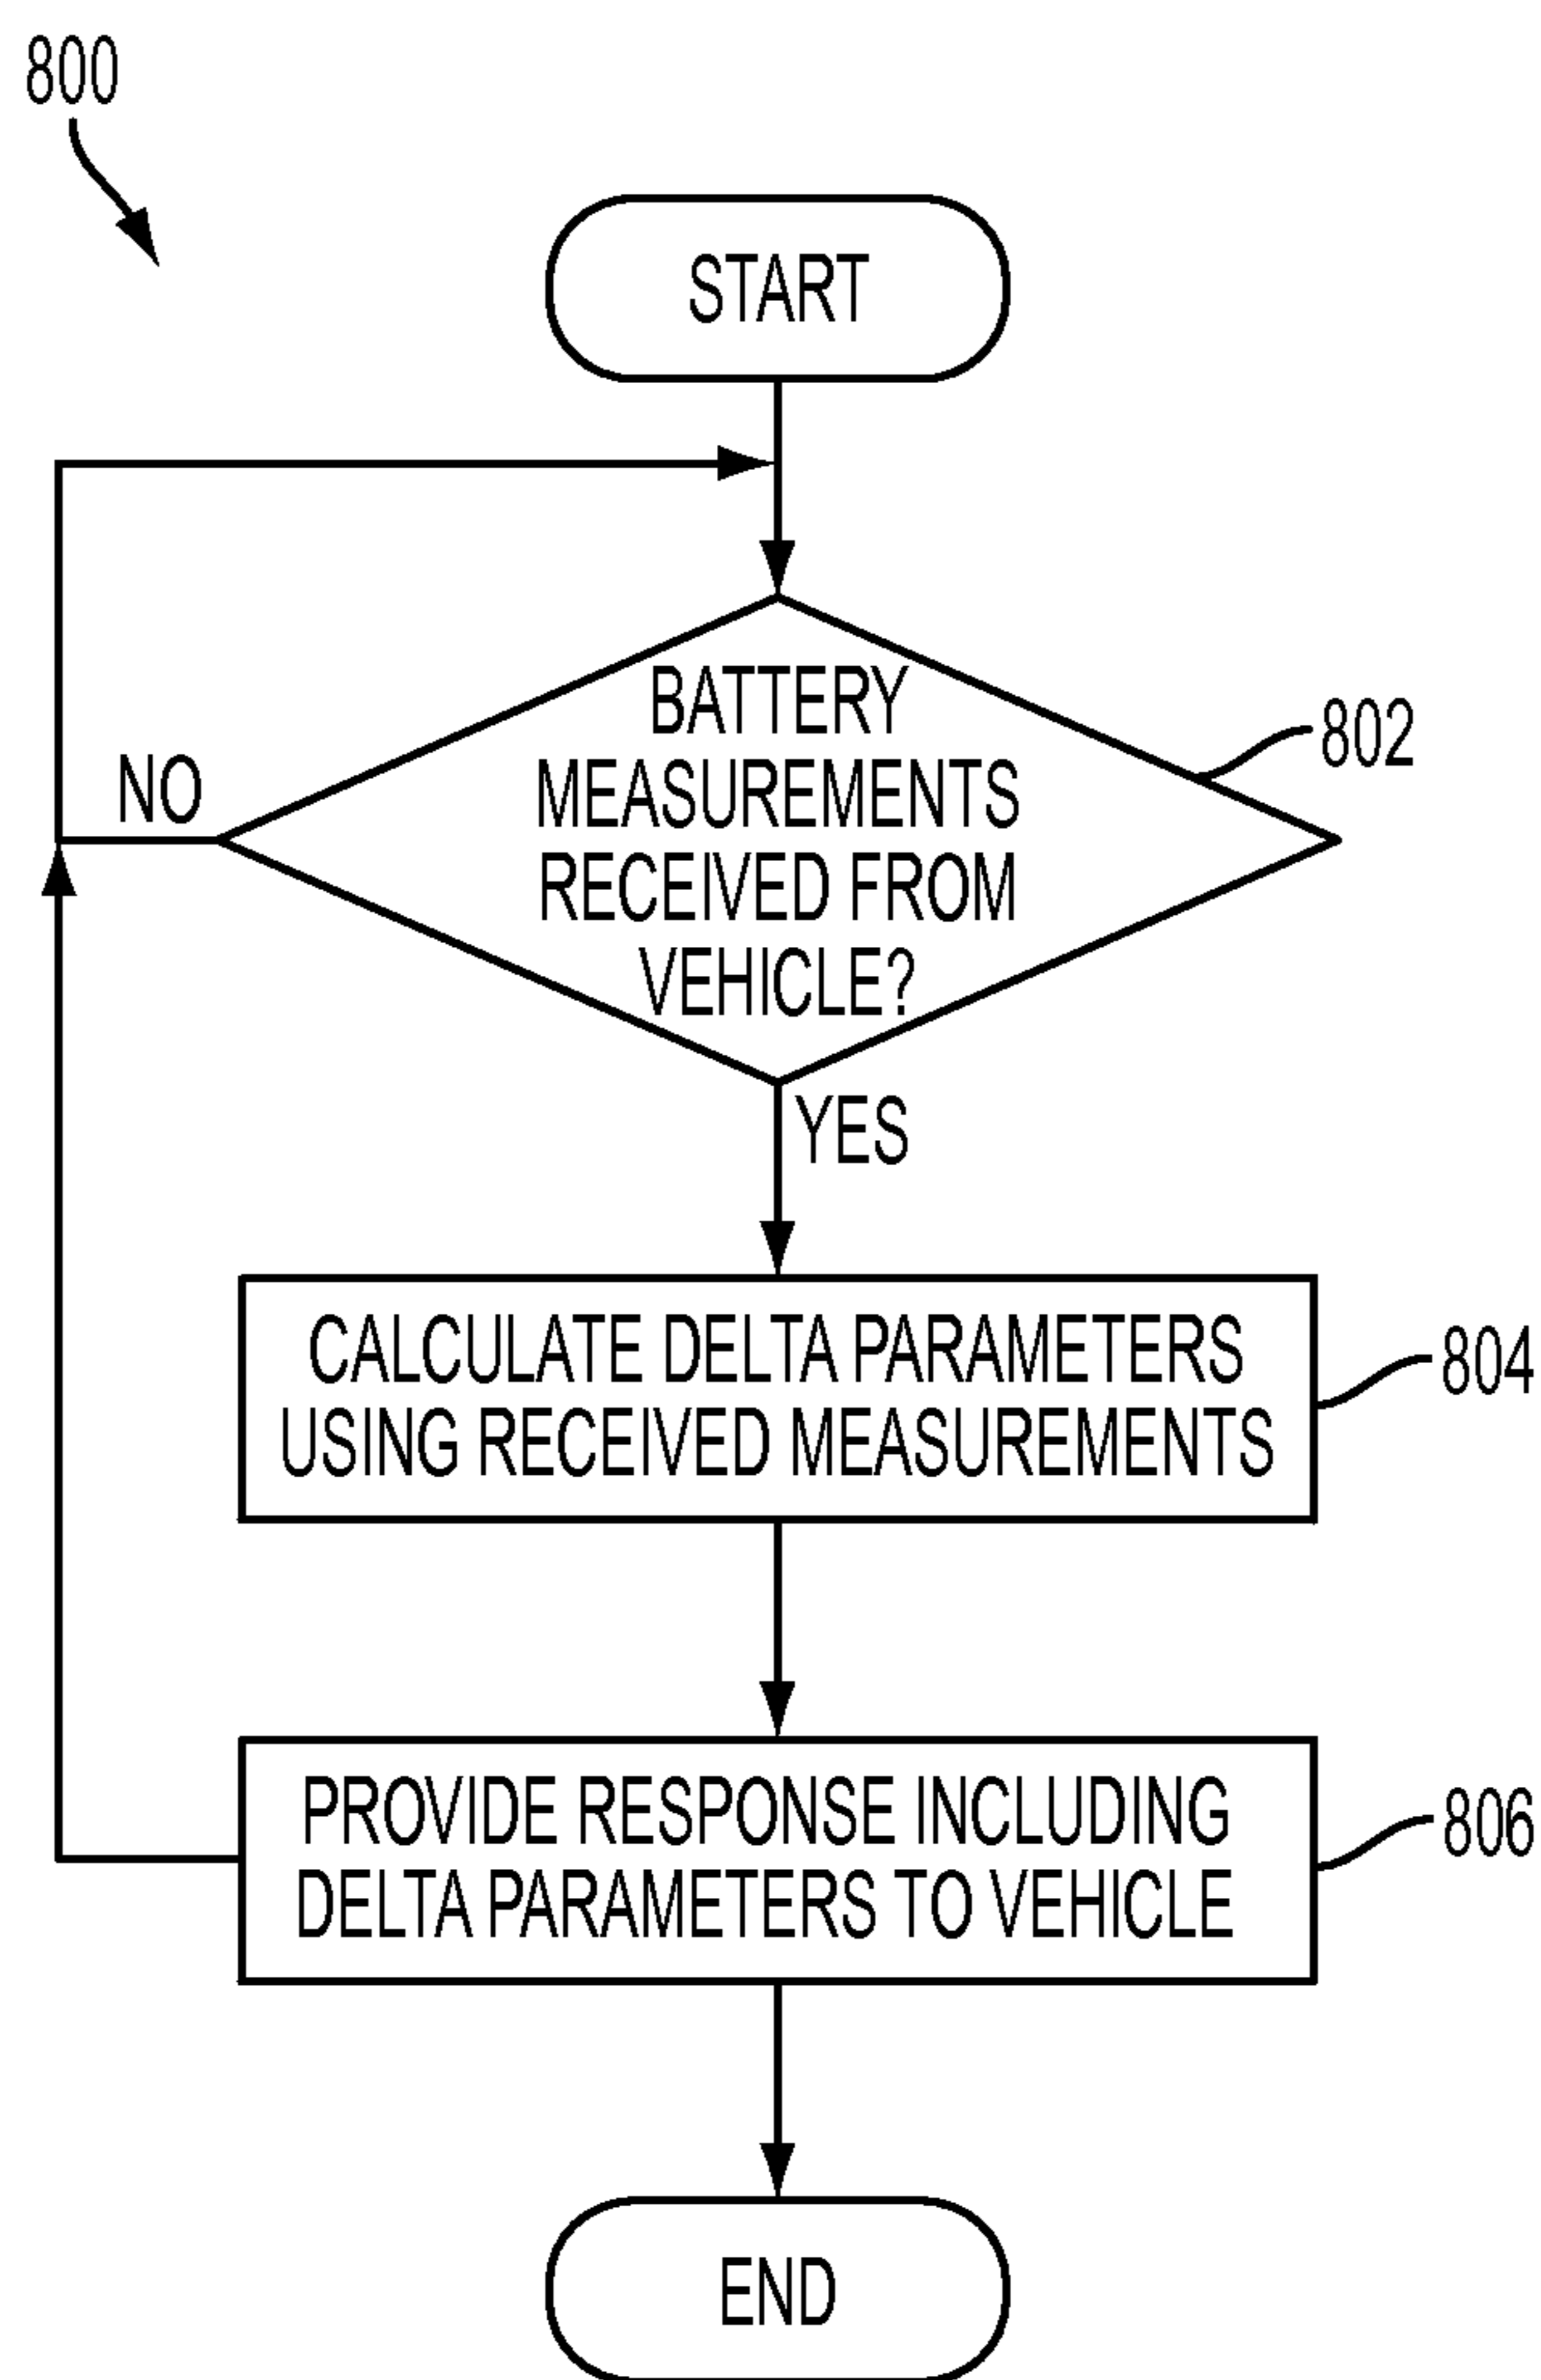 800
START
BATTERY
MEASUREMENTS
RECEIVED FROM
VEHICLE?
802
NO
YES
CALCULATE DELTA PARAMETERS
USING RECEIVED MEASUREMENTS
804
PROVIDE RESPONSE INCLUDING
DELTA PARAMETERS TO VEHICLE
806
END